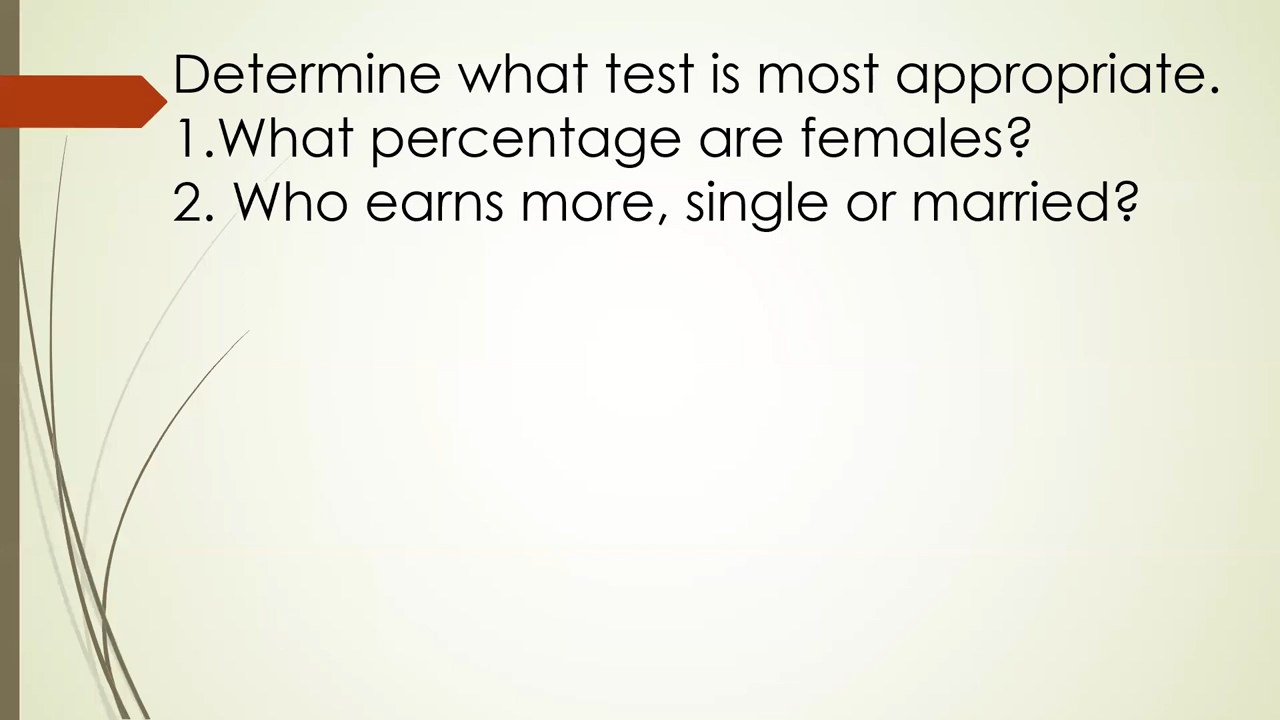 Determine what test is most appropriate.
1.What percentage are females?
2. Who earns more, single or married?